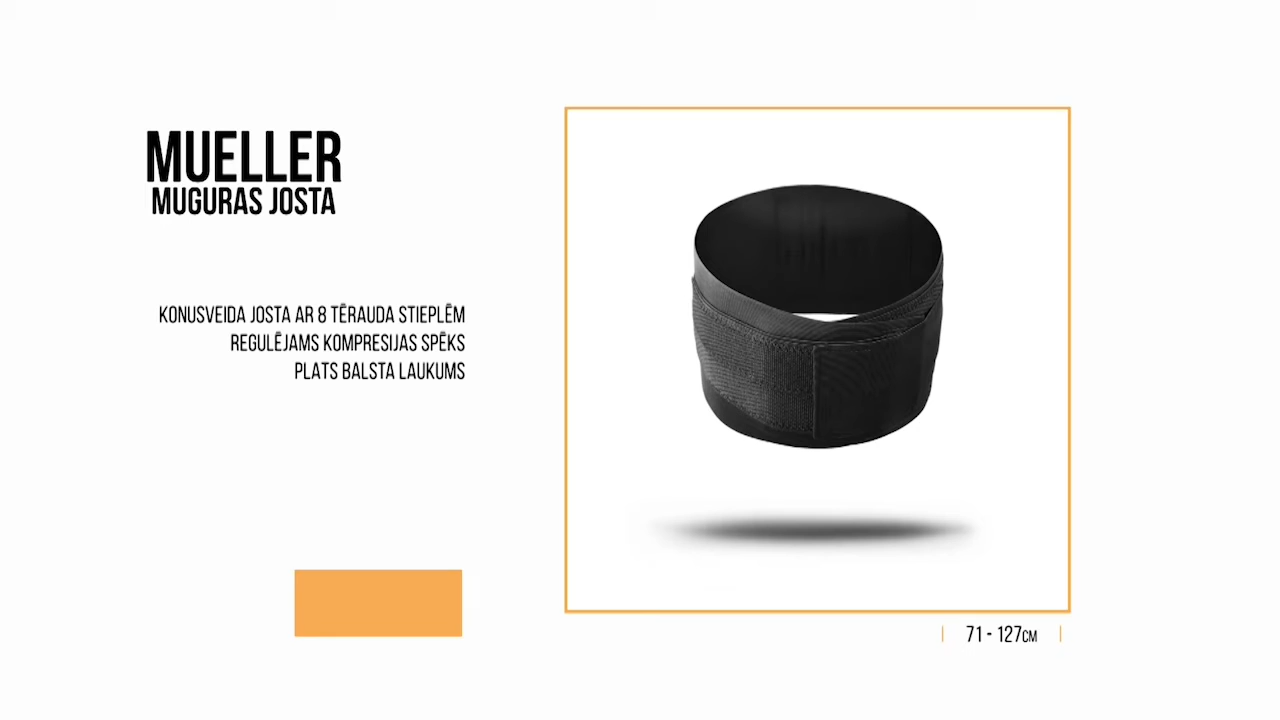 MUELLER
MUGURAS JOSTA
KONUSVEIDA JOSTA AR 8 TĒRAUDA STIEPLĒM
REGULĒJAMS KOMPRESIJAS SPĒKS
PLATS BALSTA LAUKUMS
71 - 127CM